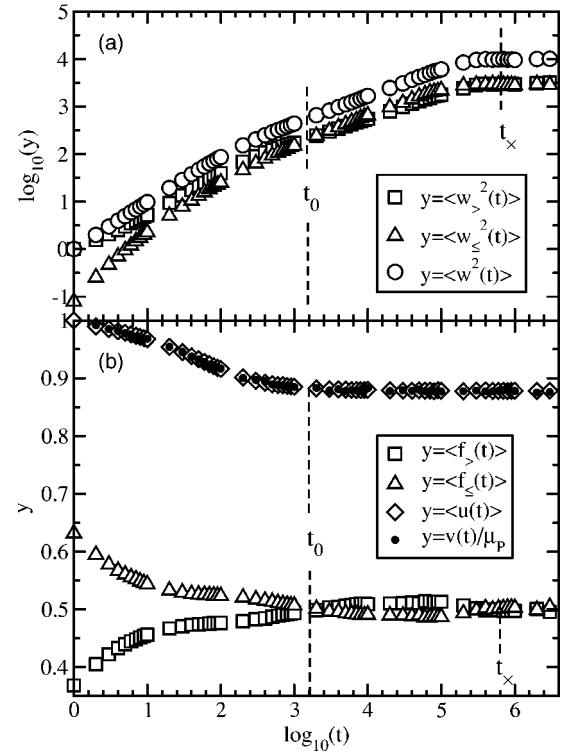 (a)
4
3
2
1
0
-1
log10(y)
t0
t×
y=<w>2(t)>
y=<w≤2(t)>
y=<w2(t)>
(b)
1
0.9
0.8
0.7
0.6
0.5
0.4
y
t0
t×
y=<f>(t)>
y=<f≤(t)>
y=<u(t)>
y=v(t)/μP
0 1 2 3 4 5 6
log10(t)